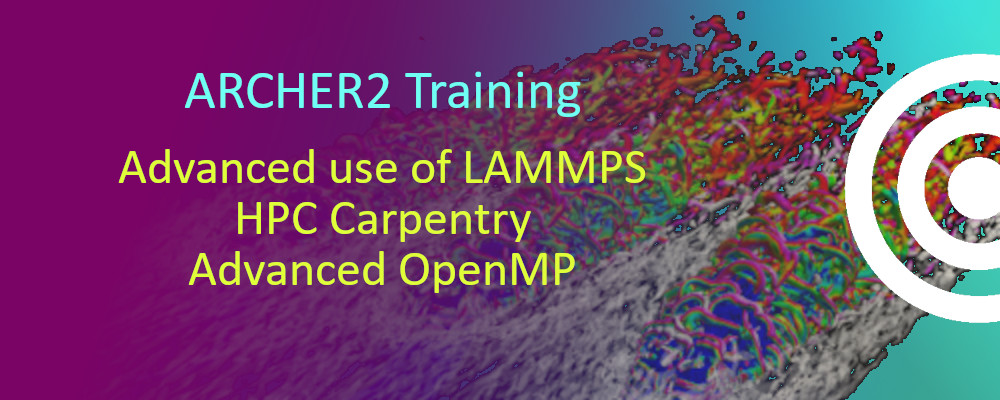 ARCHER2 Training
Advanced use of LAMMPS
HPC Carpentry
Advanced OpenMP